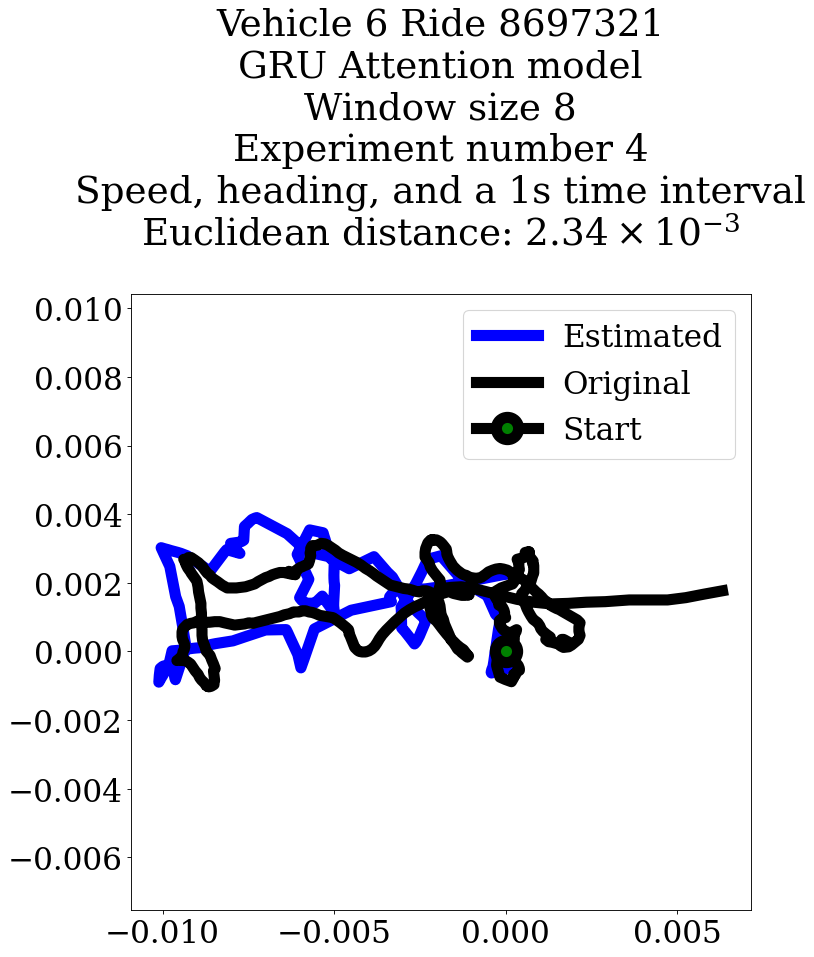 Vehicle 6 Ride 8697321
GRU Attention model
Window size 8
Experiment number 4
Speed, heading, and a 1s time interval
Euclidean distance: 2.34 × 10⁻³
0.010
0.008
0.006
0.004
0.002
0.000
−0.002
−0.004
−0.006
Estimated
Original
Start
−0.010
−0.005
0.000
0.005